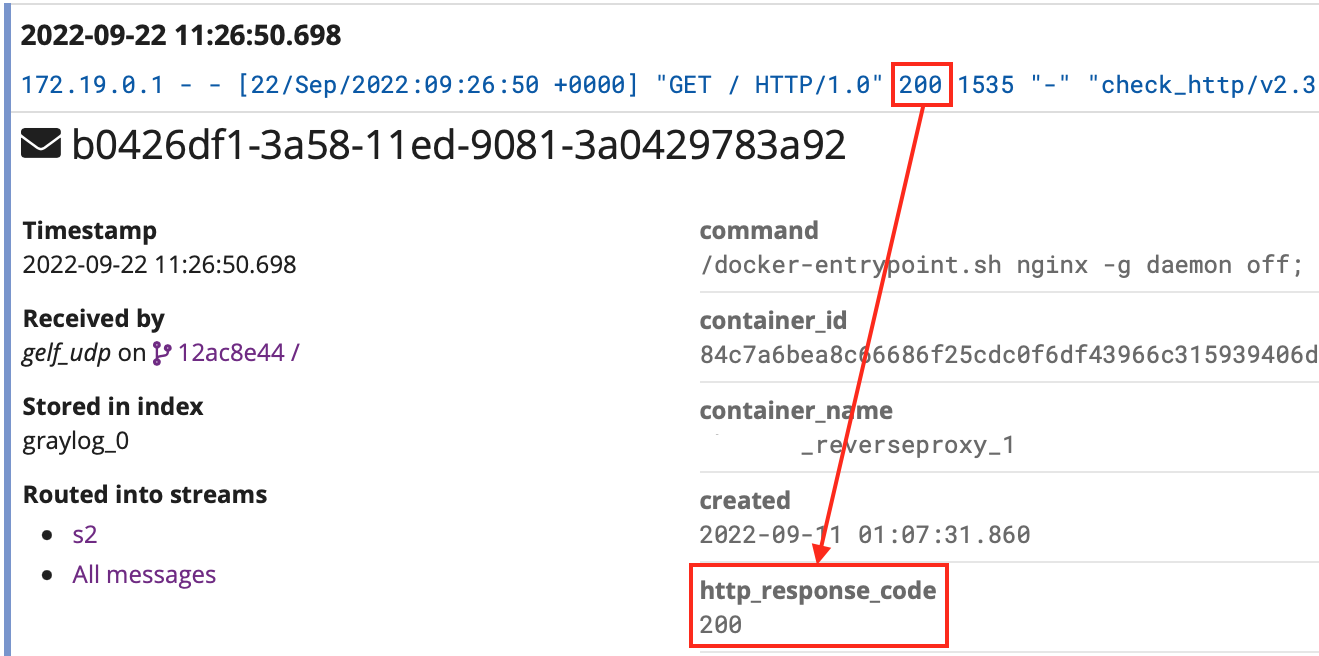 2022-09-22 11:26:50.698
172.19.0.1 - - [22/Sep/2022:09:26:50 +0000] "GET / HTTP/1.0" 200 1535 "-" "check_http/v2.3
b0426df1-3a58-11ed-9081-3a0429783a92
Timestamp
2022-09-22 11:26:50.698
Received by
gelf_udp on 12ac8e44 /
Stored in index
graylog_0
Routed into streams
s2
All messages
command
/docker-entrypoint.sh nginx -g daemon off;
container_id
84c7a6bea8c66686f25cdc0f6df43966c315939406d
container_name
_reverseproxy_1
created
2022-09-11 01:07:31.860
http_response_code
200